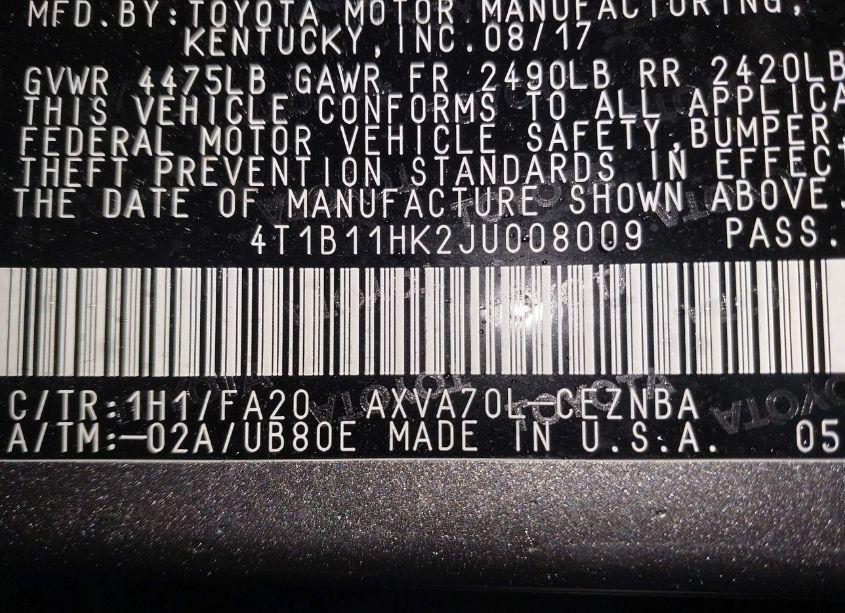 MFD.BY:TOYOTA MOTOR MANUFACTURING,
KENTUCKY,INC.08/17
GVWR 4475LB GAWR FR 2490LB RR 2420LB
THIS VEHICLE CONFORMS TO ALL APPLICA
FEDERAL MOTOR VEHICLE SAFETY,BUMPER,
THEFT PREVENTION STANDARDS IN EFFECT
THE DATE OF MANUFACTURE SHOWN ABOVE.
4T1B11HK2JU008009 PASS.
C/TR:1H1/FA20 AXVA70L-CEZNBA
A/TM:-02A/UB80E MADE IN U.S.A. 05